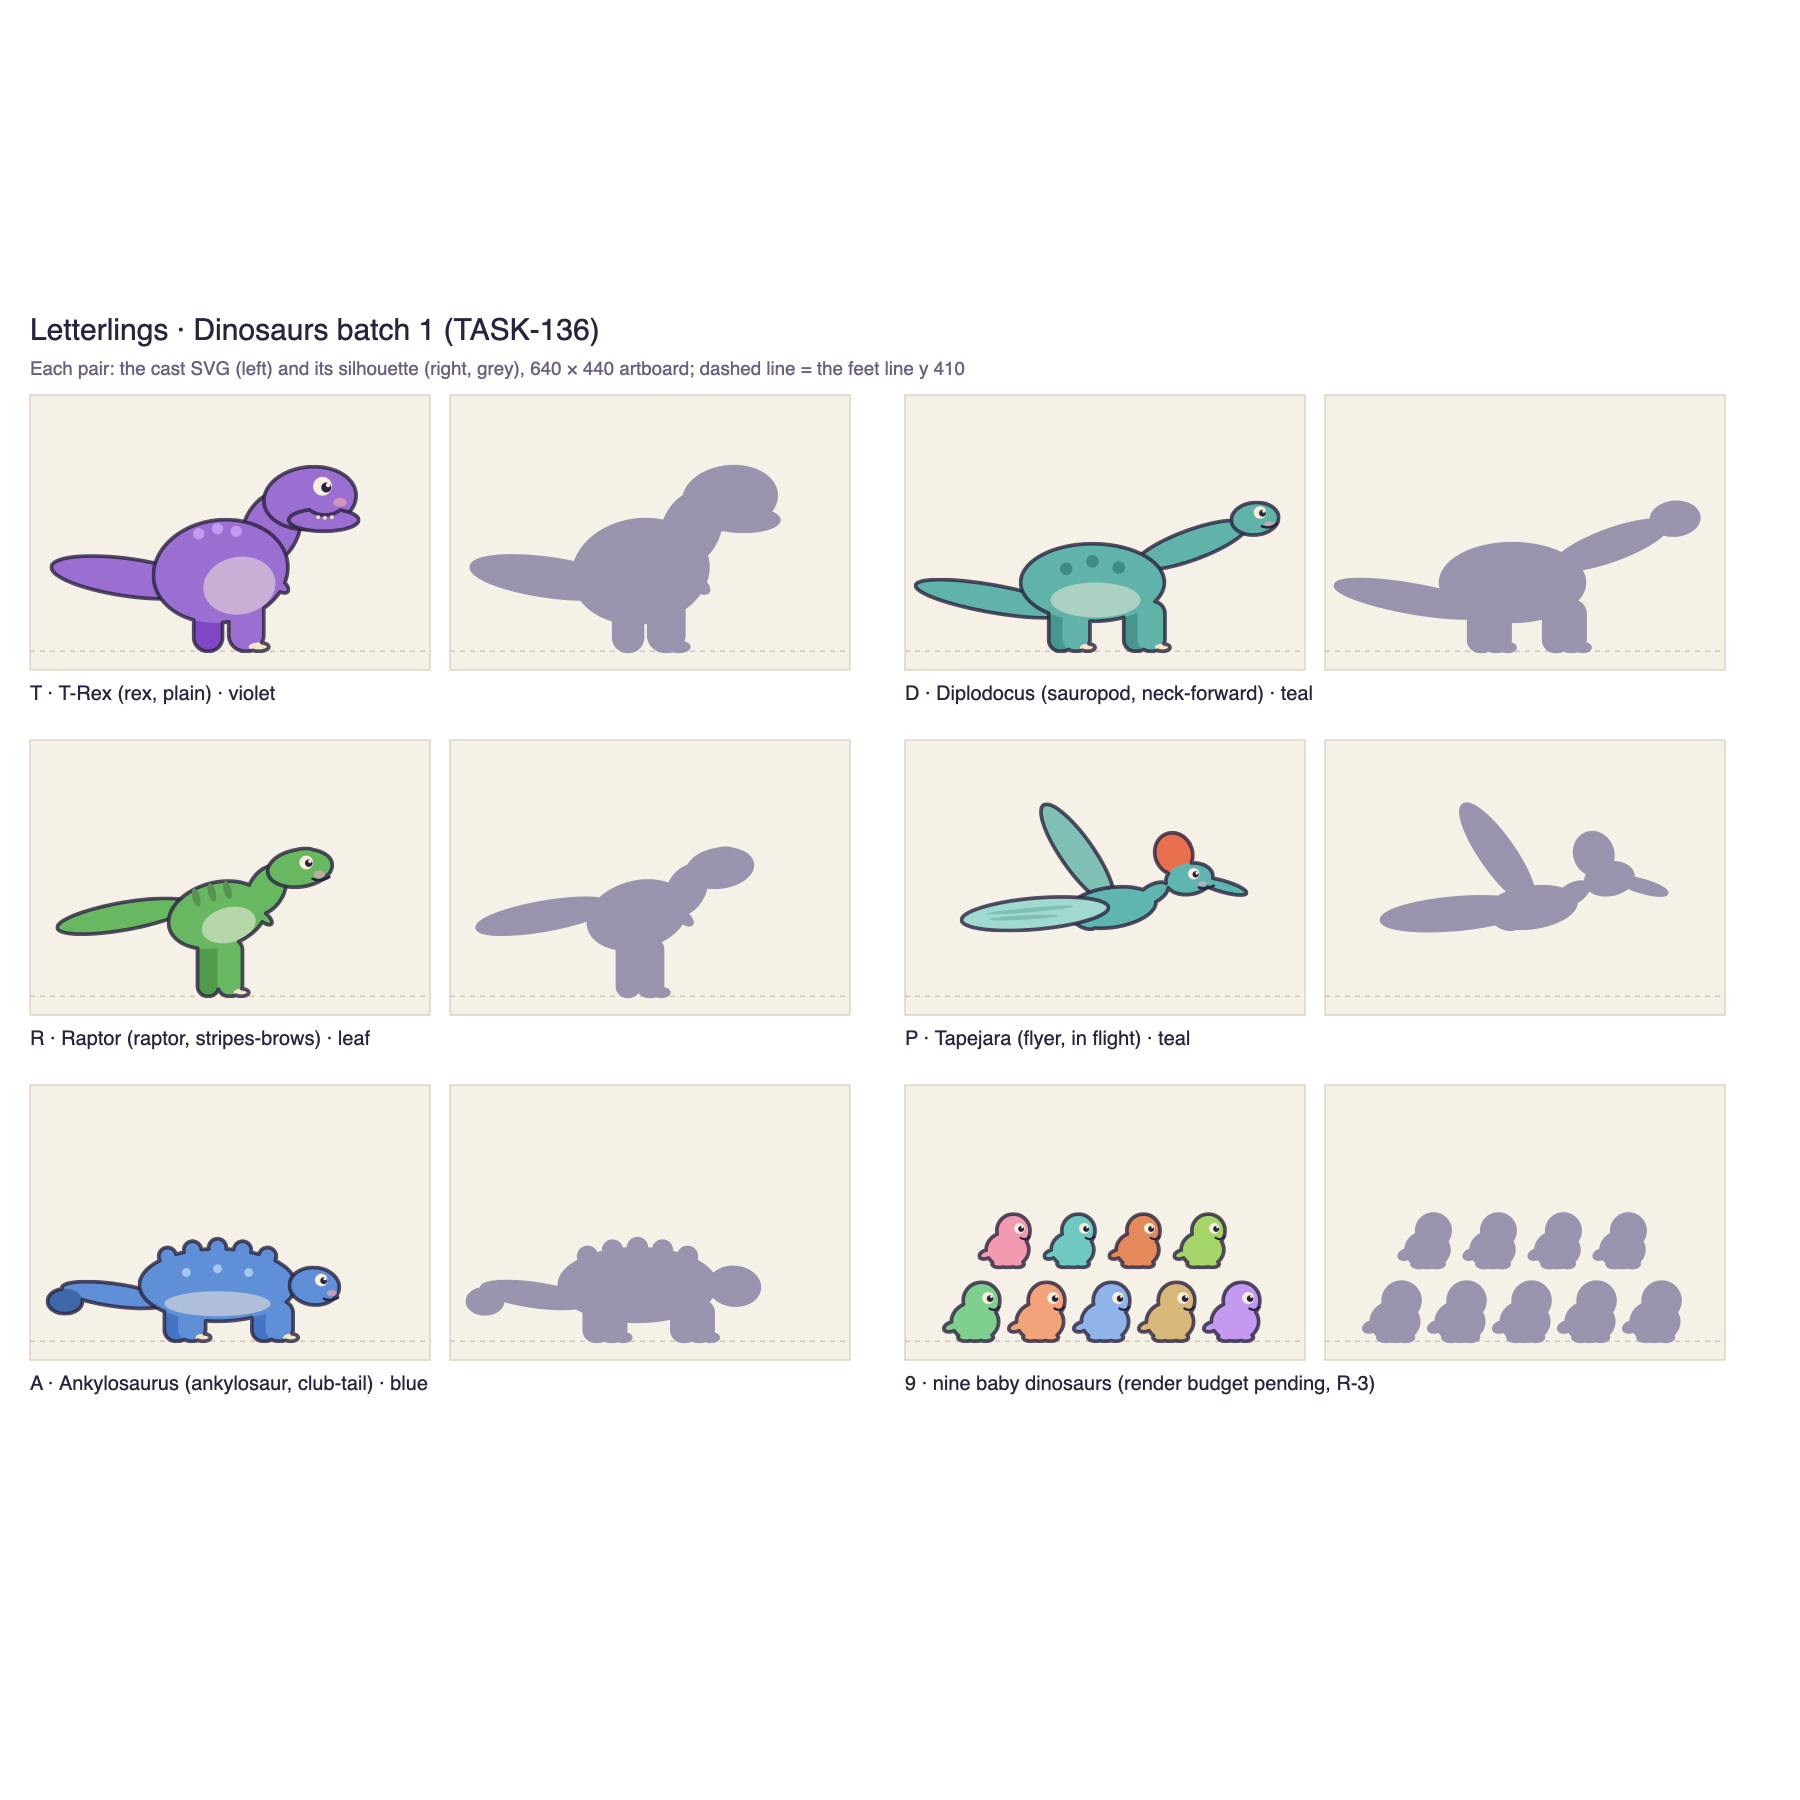 Letterlings · Dinosaurs batch 1 (TASK-136)
Each pair: the cast SVG (left) and its silhouette (right, grey), 640 × 440 artboard; dashed line = the feet line y 410
T · T-Rex (rex, plain) · violet
D · Diplodocus (sauropod, neck-forward) · teal
R · Raptor (raptor, stripes-brows) · leaf
P · Tapejara (flyer, in flight) · teal
A · Ankylosaurus (ankylosaur, club-tail) · blue
9 · nine baby dinosaurs (render budget pending, R-3)